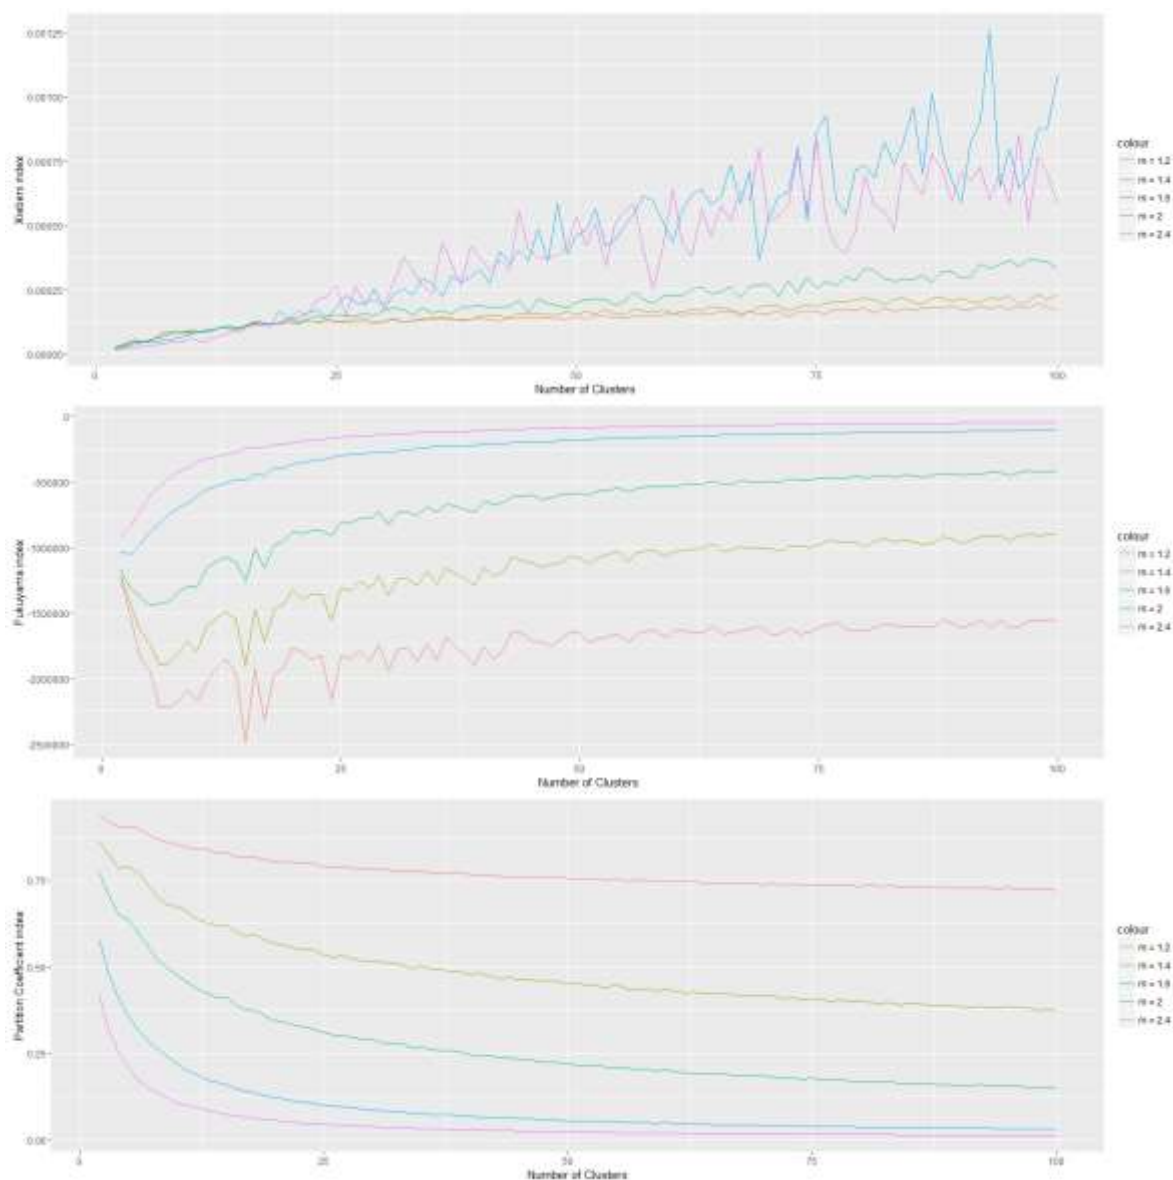 0.00125
0.00100
0.00075
0.00050
0.00025
0.00000
Xiebeni index
0
25
50
75
100
Number of Clusters
colour
m = 1.2
m = 1.4
m = 1.6
m = 2
m = 2.4
0
-500000
-1000000
-1500000
-2000000
-2500000
Fukuyama index
0
25
50
75
100
Number of Clusters
colour
m = 1.2
m = 1.4
m = 1.6
m = 2
m = 2.4
0.75
0.50
0.25
0.00
Partition Coefficient index
0
25
50
75
100
Number of Clusters
colour
m = 1.2
m = 1.4
m = 1.6
m = 2
m = 2.4